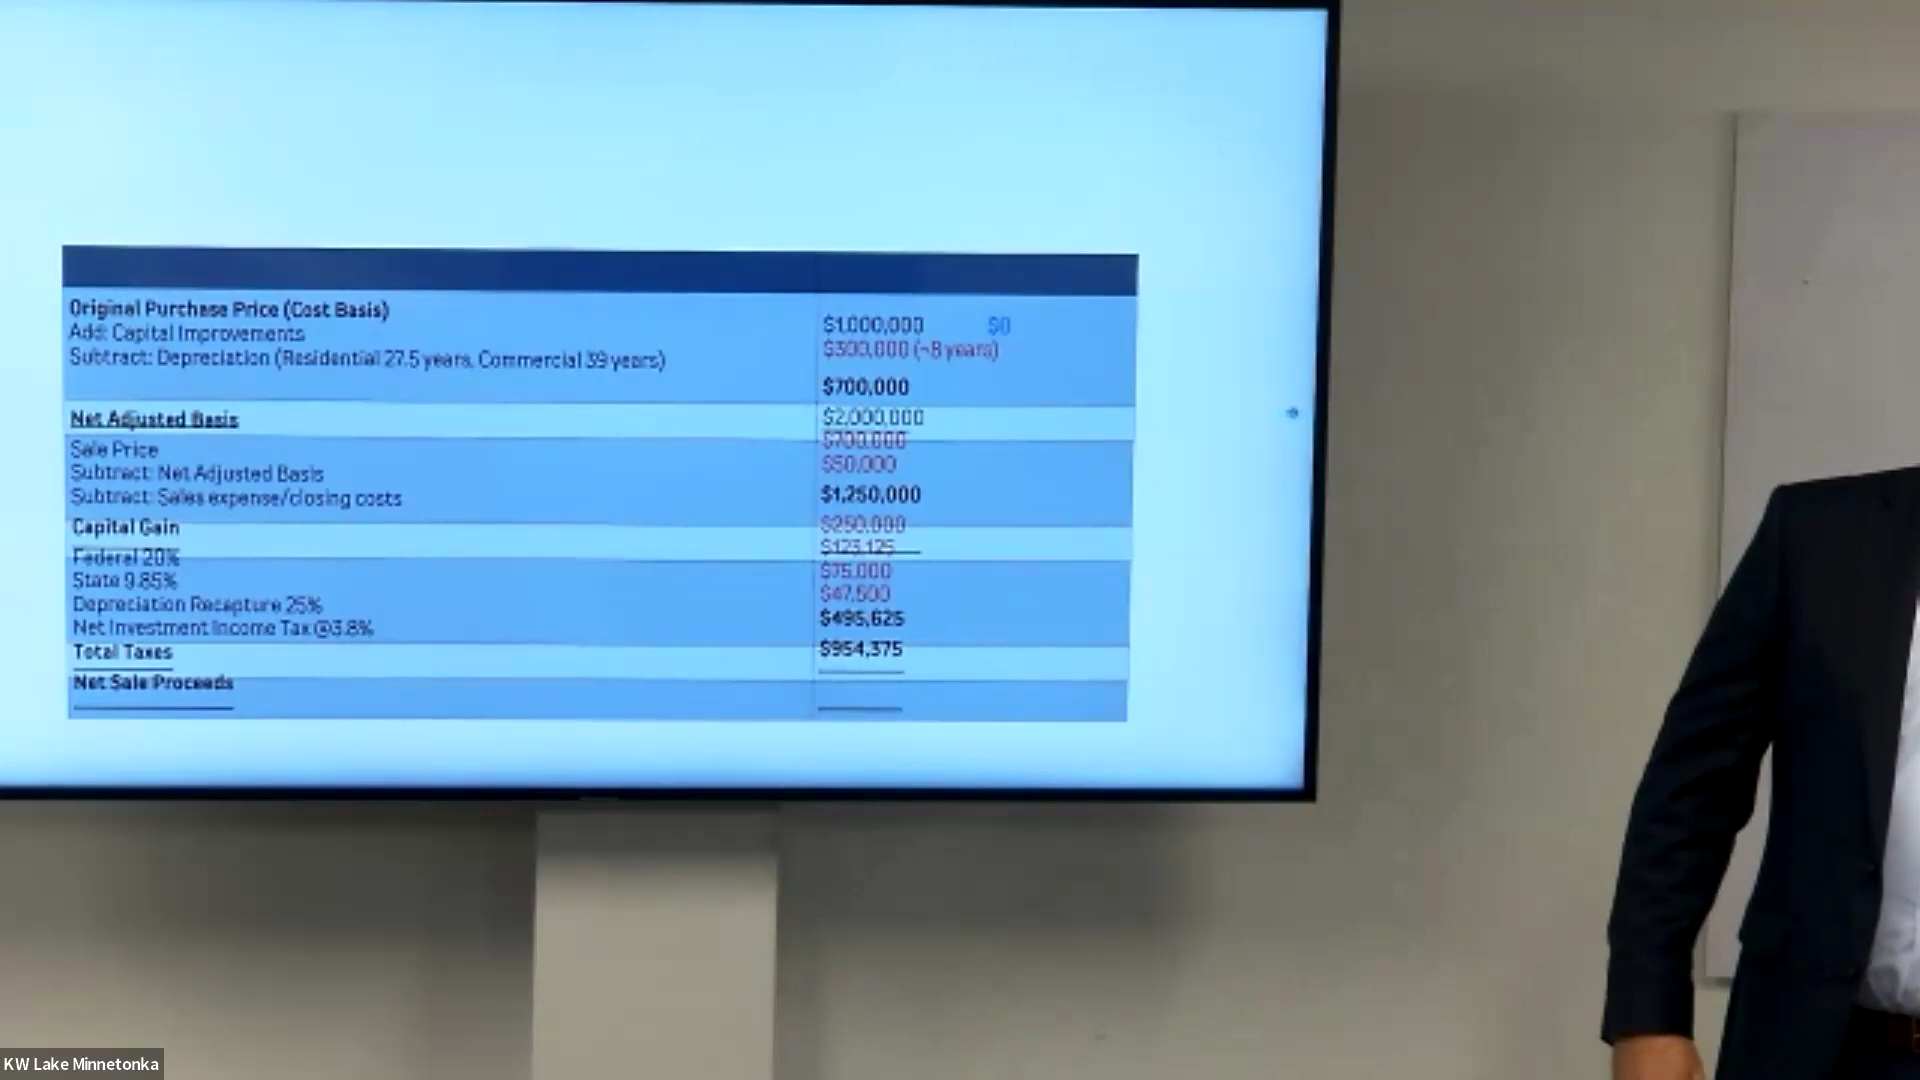 Original Purchase Price (Cost Basis)
Add: Capital Improvements
Subtract: Depreciation (Residential 27.5 years, Commercial 39 years)
Net Adjusted Basis
Sale Price
Subtract: Net Adjusted Basis
Subtract: Sales expense/closing costs
Capital Gain
Federal 20%
State 9.85%
Depreciation Recapture 25%
Net Investment Income Tax @3.8%
Total Taxes
Net Sale Proceeds
$1,000,000 $0
$300,000 (~8 years)
$700,000
$2,000,000
$700,000
$50,000
$1,250,000
$250,000
$123,125
$75,000
$47,500
$495,625
$954,375
KW Lake Minnetonka